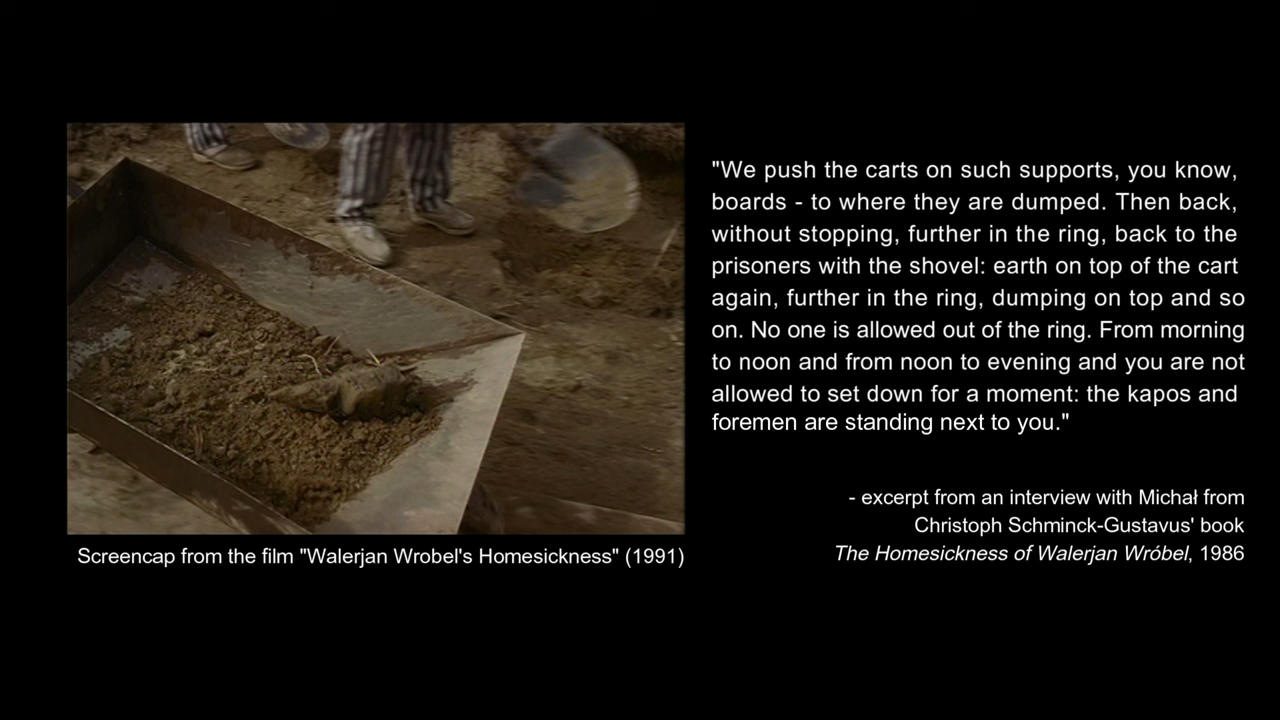 "We push the carts on such supports, you know,
boards - to where they are dumped. Then back,
without stopping, further in the ring, back to the
prisoners with the shovel: earth on top of the cart
again, further in the ring, dumping on top and so
on. No one is allowed out of the ring. From morning
to noon and from noon to evening and you are not
allowed to set down for a moment: the kapos and
foremen are standing next to you."
- excerpt from an interview with Michał from
Christoph Schminck-Gustavus' book
The Homesickness of Walerjan Wróbel, 1986
Screencap from the film "Walerjan Wrobel's Homesickness" (1991)